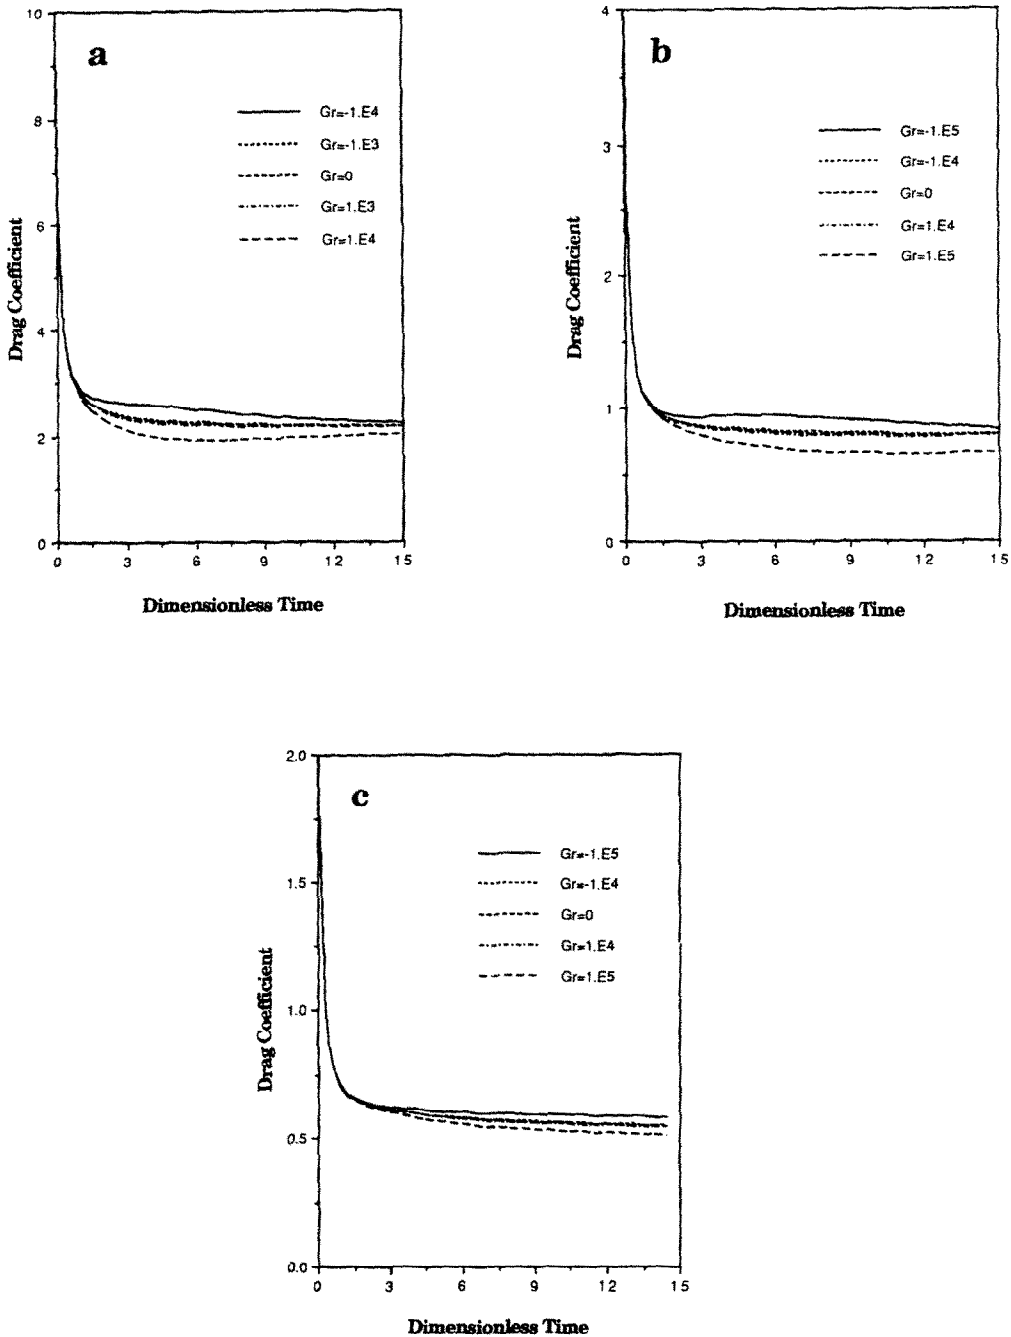 a
10
8
6
4
2
0
0 3 6 9 12 15
Drag Coefficient
Dimensionless Time
Gr=-1.E4
Gr=-1.E3
Gr=0
Gr=1.E3
Gr=1.E4
b
4
3
2
1
0
0 3 6 9 12 15
Drag Coefficient
Dimensionless Time
Gr=-1.E5
Gr=-1.E4
Gr=0
Gr=1.E4
Gr=1.E5
c
2.0
1.5
1.0
0.5
0.0
0 3 6 9 12 15
Drag Coefficient
Dimensionless Time
Gr=-1.E5
Gr=-1.E4
Gr=0
Gr=1.E4
Gr=1.E5